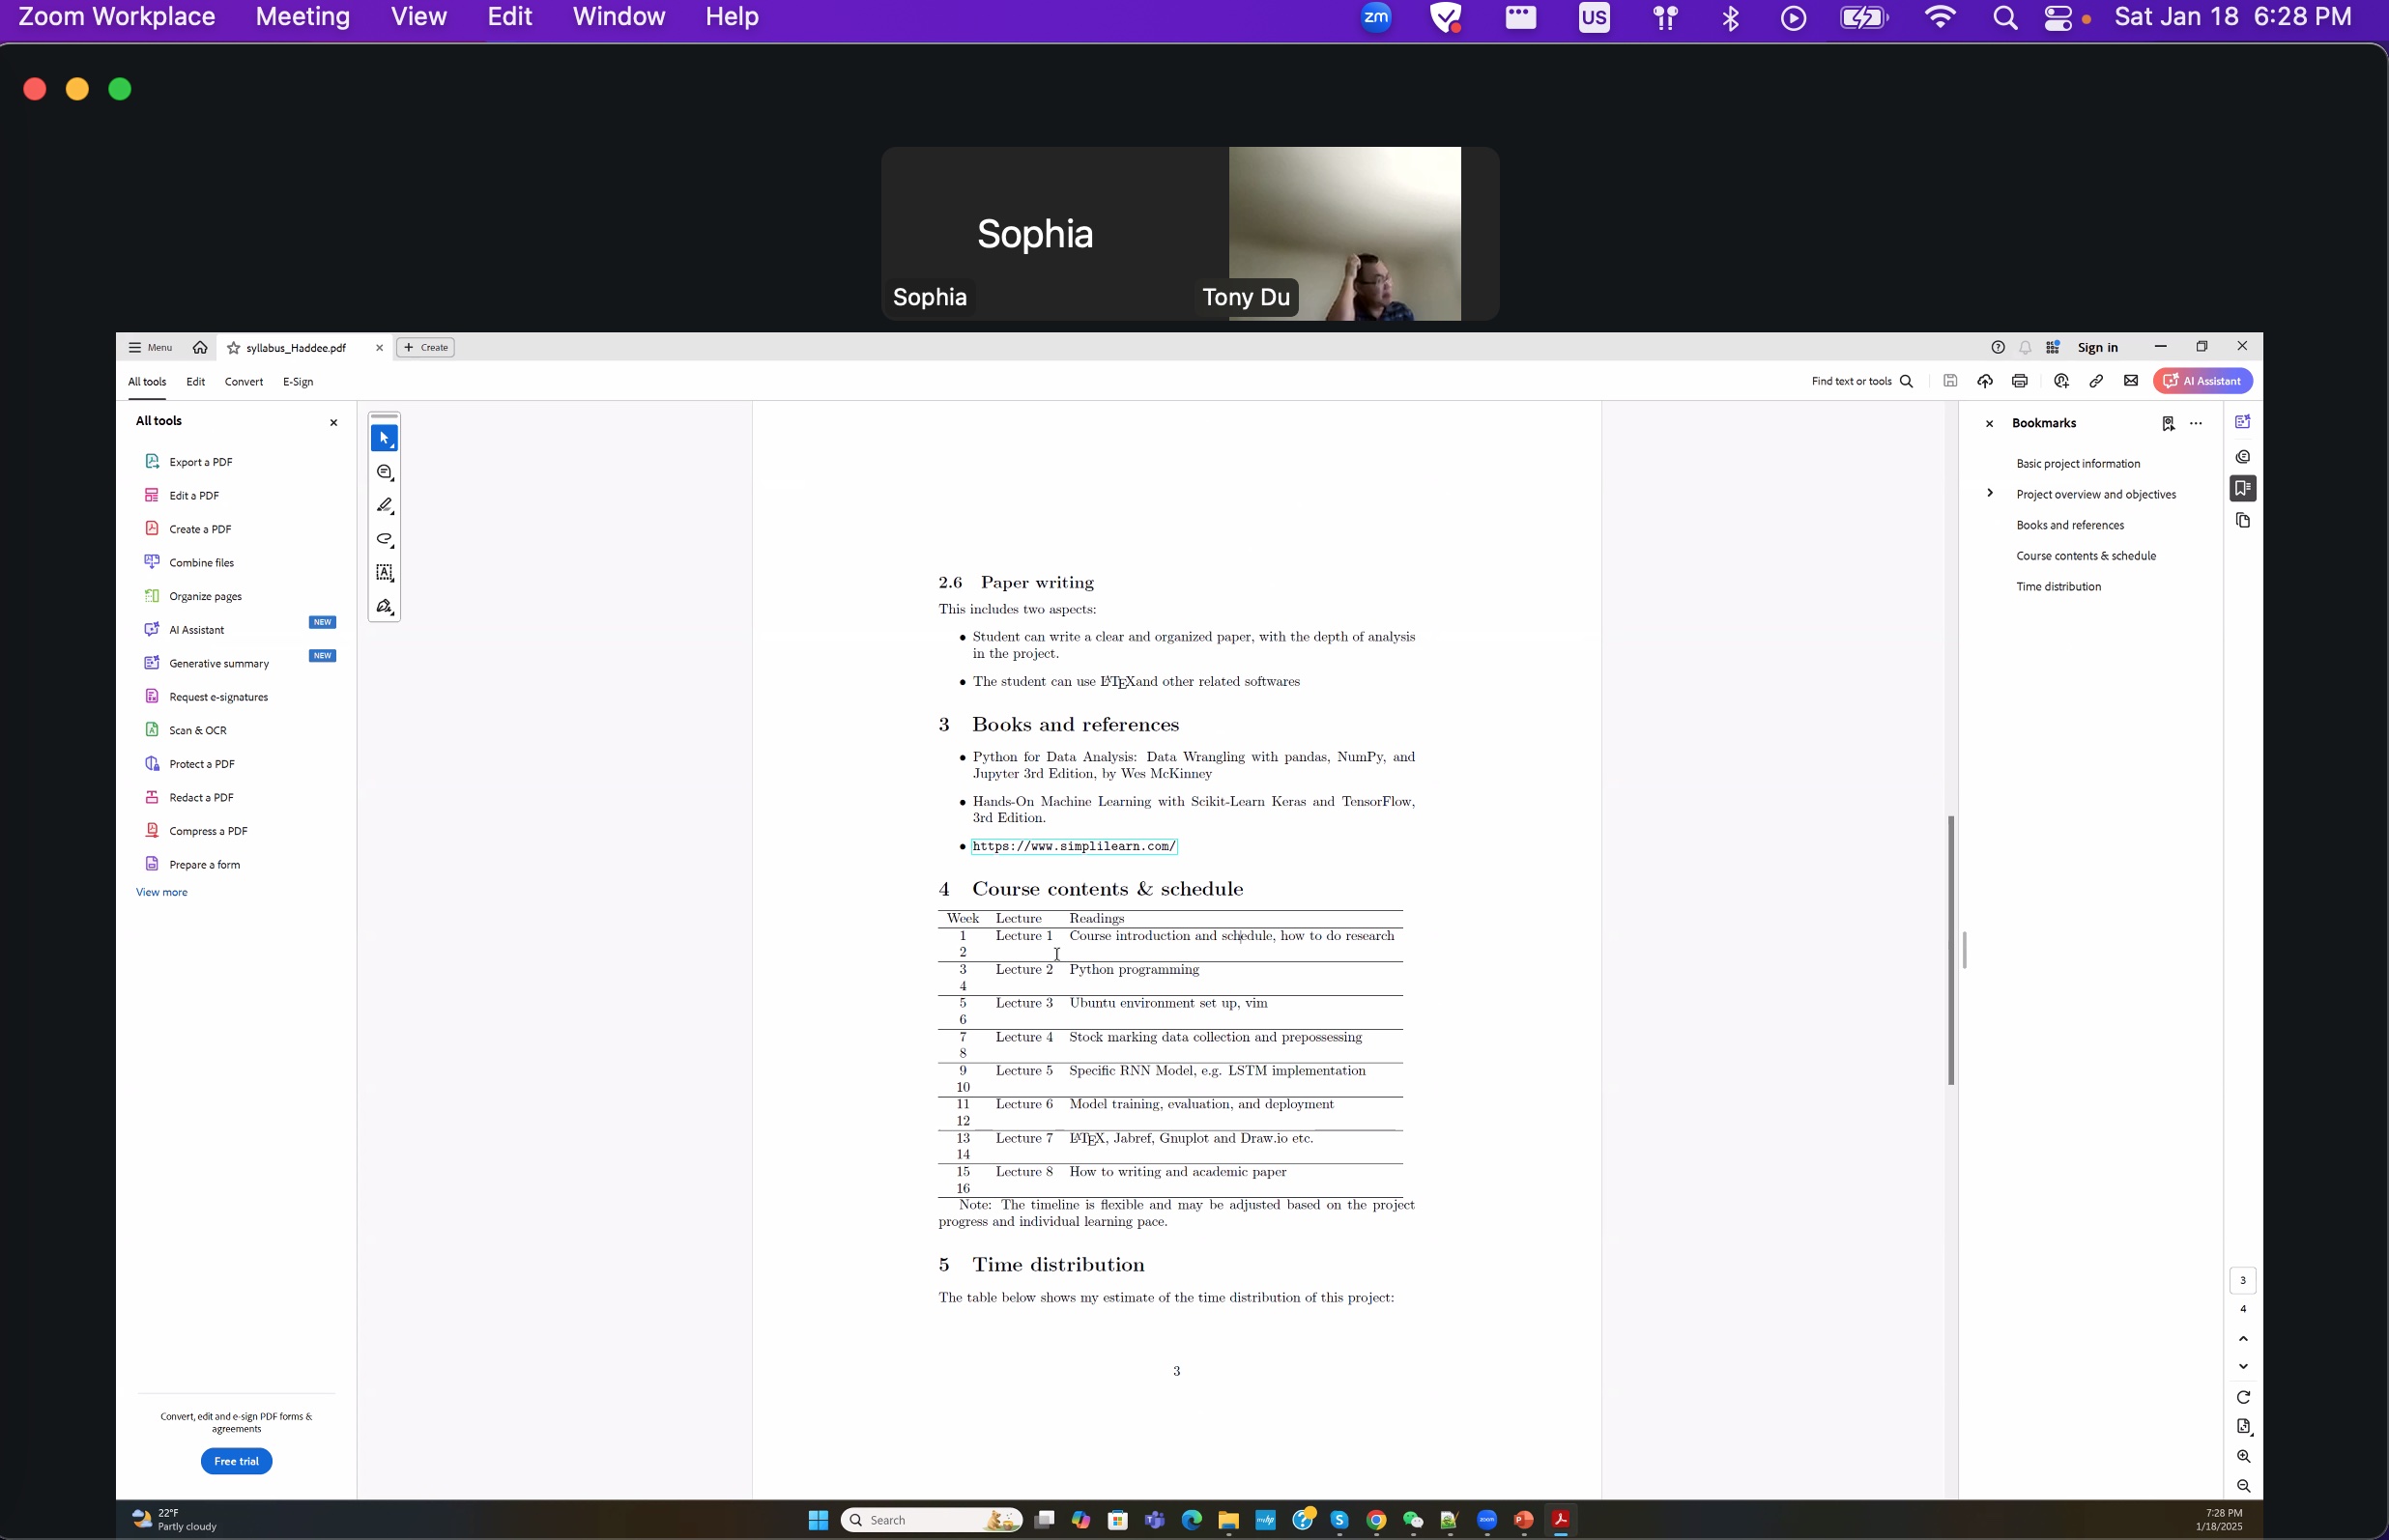 Zoom Workplace Meeting View Edit Window Help zm US Sat Jan 18 6:28 PM
Sophia
Sophia Tony Du
Menu syllabus_Haddee.pdf Create Sign in
All tools Edit Convert E-Sign Find text or tools AI Assistant
All tools
Export a PDF
Edit a PDF
Create a PDF
Combine files
Organize pages
AI Assistant NEW
Generative summary NEW
Request e-signatures
Scan & OCR
Protect a PDF
Redact a PDF
Compress a PDF
Prepare a form
View more
Convert, edit and e-sign PDF forms &
agreements
Free trial
2.6 Paper writing
This includes two aspects:
• Student can write a clear and organized paper, with the depth of analysis
in the project.
• The student can use LATEXand other related softwares
3 Books and references
• Python for Data Analysis: Data Wrangling with pandas, NumPy, and
Jupyter 3rd Edition, by Wes McKinney
• Hands-On Machine Learning with Scikit-Learn Keras and TensorFlow,
3rd Edition.
• https://www.simplilearn.com/
4 Course contents & schedule
Week Lecture Readings
1 Lecture 1 Course introduction and schedule, how to do research
2
3 Lecture 2 Python programming
4
5 Lecture 3 Ubuntu environment set up, vim
6
7 Lecture 4 Stock marking data collection and prepossessing
8
9 Lecture 5 Specific RNN Model, e.g. LSTM implementation
10
11 Lecture 6 Model training, evaluation, and deployment
12
13 Lecture 7 LATEX, Jabref, Gnuplot and Draw.io etc.
14
15 Lecture 8 How to writing and academic paper
16
Note: The timeline is flexible and may be adjusted based on the project
progress and individual learning pace.
5 Time distribution
The table below shows my estimate of the time distribution of this project:
3
Bookmarks
Basic project information
Project overview and objectives
Books and references
Course contents & schedule
Time distribution
3
4
22°F
Partly cloudy
Search
zoom
7:28 PM
1/18/2025